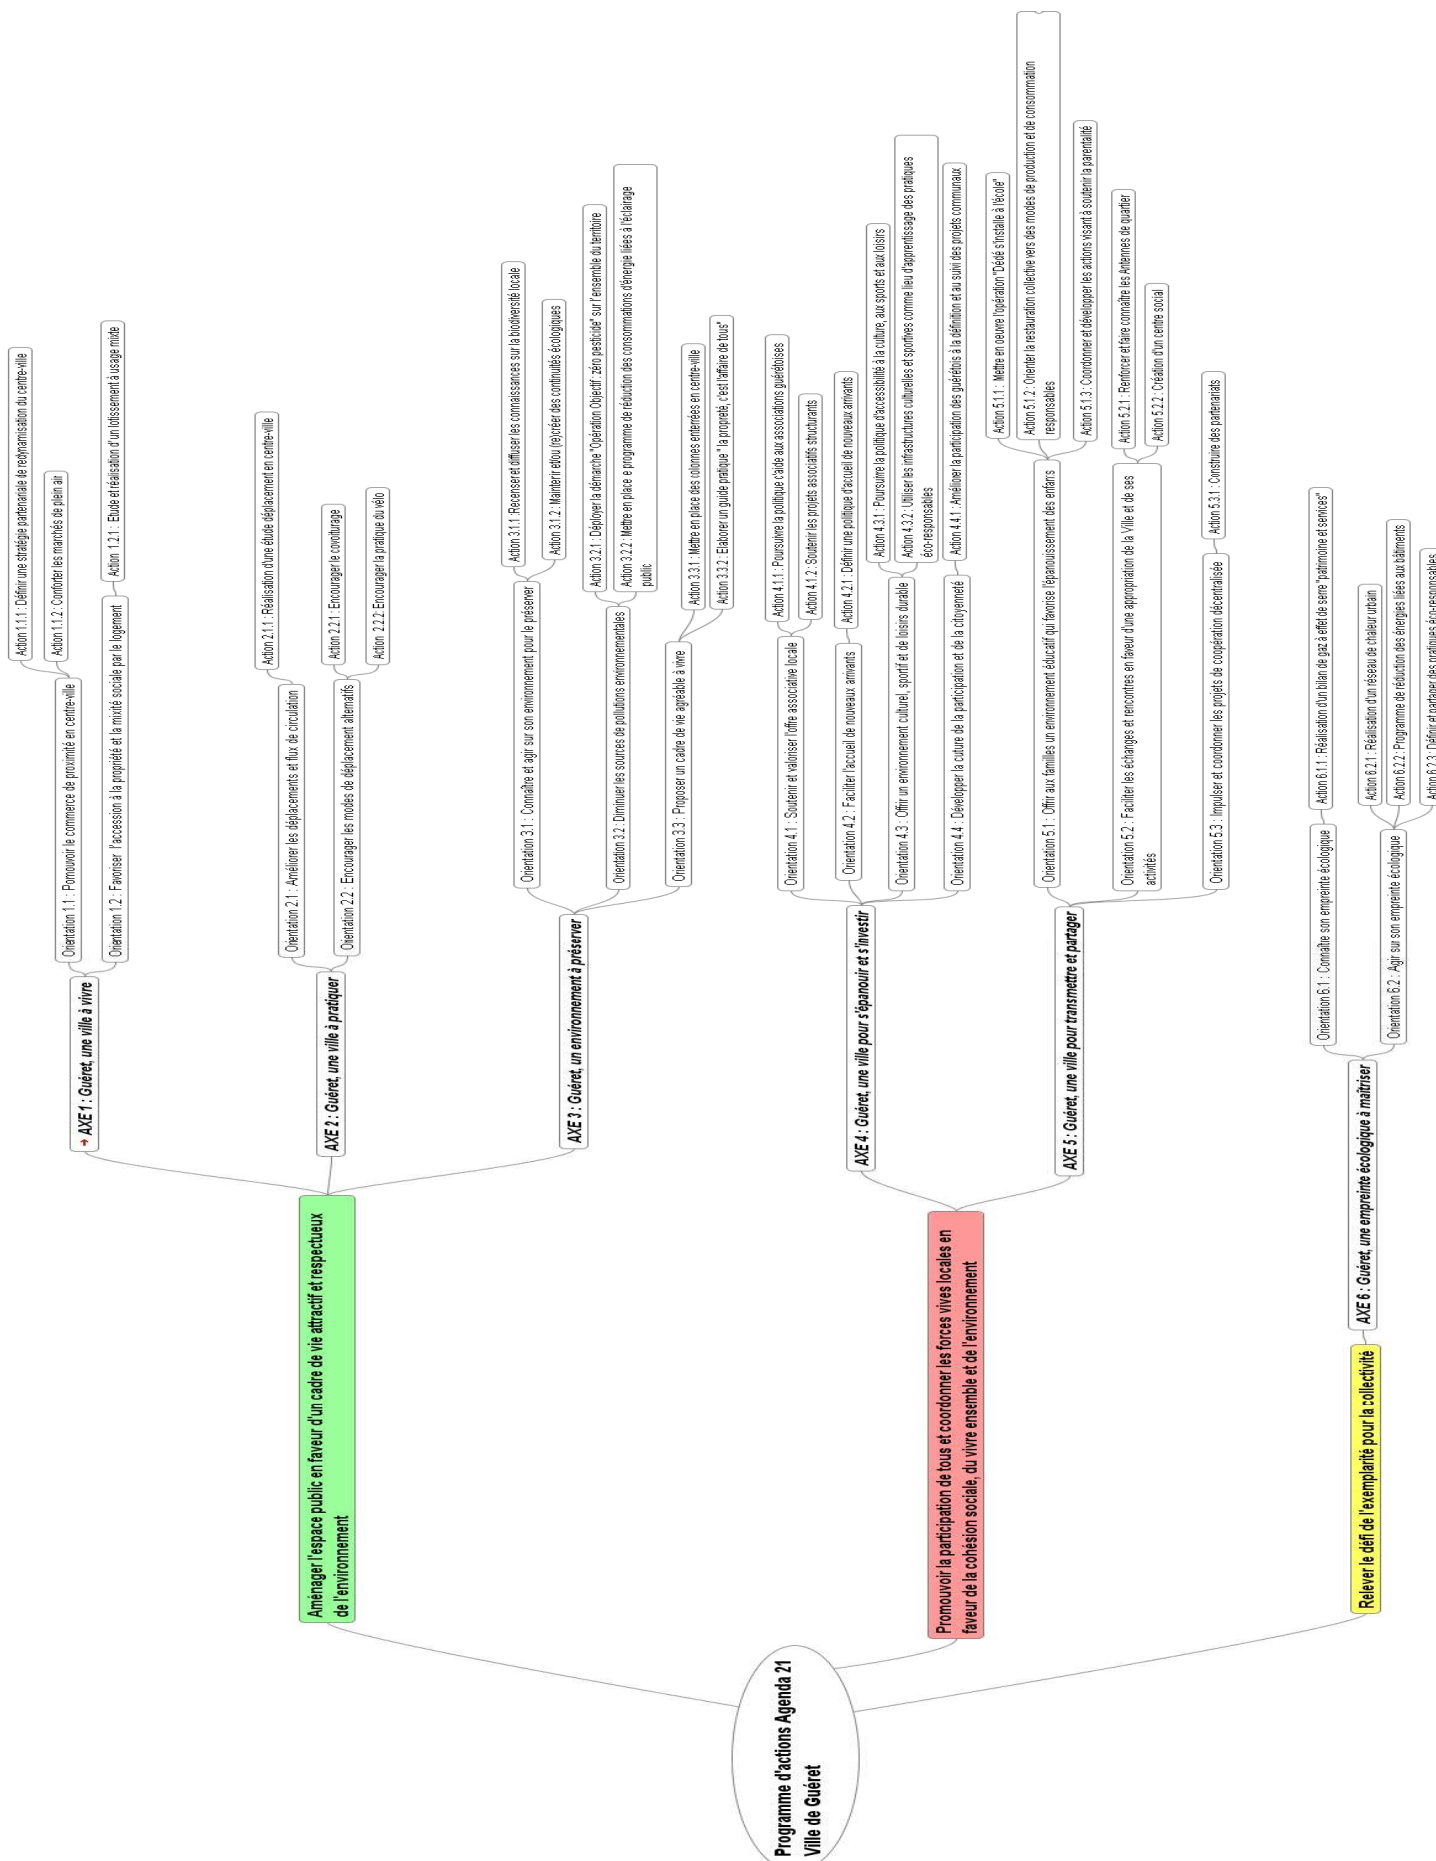 Programme d'actions Agenda 21
Ville de Guéret
Aménager l'espace public en faveur d'un cadre de vie attractif et respectueux
de l'environnement
→ AXE 1 : Guéret, une ville à vivre
Orientation 1.1 : Pomouvoir le commerce de proximité en centre-ville
Action 1.1.1 : Définir une stratégie partenariale de redynamisation du centre-ville
Action 1.1.2 : Conforter les marchés de plein air
Orientation 1.2 : Favoriser l'accession à la propriété et la mixité sociale par le logement
Action 1.2.1 : Etude et réalisation d'un lotissement à usage mixte
AXE 2 : Guéret, une ville à pratiquer
Orientation 2.1 : Améliorer les déplacements et flux de circulation
Action 2.1.1 : Réalisation d'une étude déplacement en centre-ville
Orientation 2.2 : Encourager les modes de déplacement alternatifs
Action 2.2.1 : Encourager le covoiturage
Action 2.2.2 : Encourager la pratique du vélo
AXE 3 : Guéret, un environnement à préserver
Orientation 3.1 : Connaître et agir sur son environnement pour le préserver
Action 3.1.1 : Recenser et diffuser les connaissances sur la biodiversité locale
Action 3.1.2 : Maintenir et/ou (re)créer des continuités écologiques
Orientation 3.2 : Diminuer les sources de pollutions environnementales
Action 3.2.1 : Déployer la démarche "Opération Objectif : zéro pesticide" sur l'ensemble du territoire
Action 3.2.2 : Mettre en place e programme de réduction des consommations d'énergie liées à l'éclairage
public
Orientation 3.3 : Proposer un cadre de vie agréable à vivre
Action 3.3.1 : Mettre en place des colonnes enterrées en centre-ville
Action 3.3.2 : Elaborer un guide pratique " la propreté, c'est l'affaire de tous"
Promouvoir la participation de tous et coordonner les forces vives locales en
faveur de la cohésion sociale, du vivre ensemble et de l'environnement
AXE 4 : Guéret, une ville pour s'épanouir et s'investir
Orientation 4.1 : Soutenir et valoriser l'offre associative locale
Action 4.1.1 : Poursuivre la politique d'aide aux associations guérétoises
Action 4.1.2 : Soutenir les projets associatifs structurants
Orientation 4.2 : Faciliter l'accueil de nouveaux arrivants
Action 4.2.1 : Définir une politique d'accueil de nouveaux arrivants
Orientation 4.3 : Offrir un environnement culturel, sportif et de loisirs durable
Action 4.3.1 : Poursuivre la politique d'accessibilité à la culture, aux sports et aux loisirs
Action 4.3.2 : Utiliser les infrastructures culturelles et sportives comme lieu d'apprentissage des pratiques
éco-responsables
Orientation 4.4 : Développer la cuture de la participation et de la citoyenneté
Action 4.4.1 : Améliorer la participation des guérétois à la définition et au suivi des projets communaux
AXE 5 : Guéret, une ville pour transmettre et partager
Orientation 5.1 : Offrir aux familles un environnement éducatif qui favorise l'épanouissement des enfants
Action 5.1.1 : Mettre en oeuvre l'opération "Dédé s'installe à l'école"
Action 5.1.2 : Orienter la restauration collective vers des modes de production et de consommation
responsables
Action 5.1.3 : Coordonner et développer les actions visant à soutenir la parentalité
Orientation 5.2 : Faciliter les échanges et rencontres en faveur d'une appropriation de la Ville et de ses
activités
Action 5.2.1 : Renforcer et faire connaître les Antennes de quartier
Action 5.2.2 : Création d'un centre social
Orientation 5.3 : Impulser et coordonner les projets de coopération décentralisée
Action 5.3.1 : Construire des partenariats
Relever le défi de l'exemplarité pour la collectivité
AXE 6 : Guéret, une empreinte écologique à maîtriser
Orientation 6.1 : Connaître son empreinte écologique
Action 6.1.1 : Réalisation d'un bilan de gaz à effet de serre "patrimoine et services"
Orientation 6.2 : Agir sur son empreinte écologique
Action 6.2.1 : Réalisation d'un réseau de chaleur urbain
Action 6.2.2 : Programme de réduction des énergies liées aux bâtiments
Action 6.2.3 : Définir et partager des pratiques éco-responsables